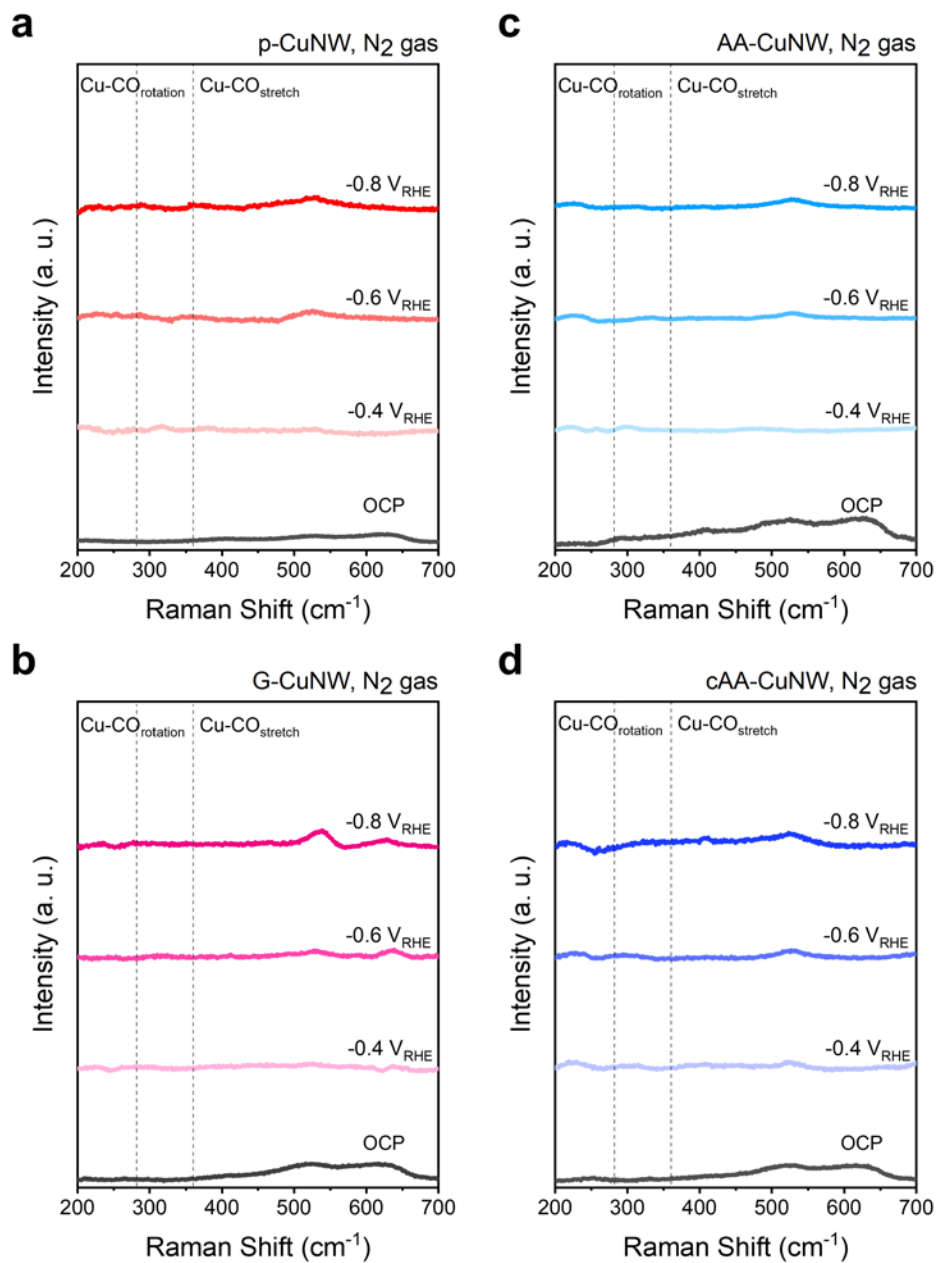 a
p-CuNW, N2 gas
Cu-COrotation
Cu-COstretch
-0.8 VRHE
-0.6 VRHE
-0.4 VRHE
OCP
Intensity (a. u.)
200 300 400 500 600 700
Raman Shift (cm-1)
c
AA-CuNW, N2 gas
Cu-COrotation
Cu-COstretch
-0.8 VRHE
-0.6 VRHE
-0.4 VRHE
OCP
Intensity (a. u.)
200 300 400 500 600 700
Raman Shift (cm-1)
b
G-CuNW, N2 gas
Cu-COrotation
Cu-COstretch
-0.8 VRHE
-0.6 VRHE
-0.4 VRHE
OCP
Intensity (a. u.)
200 300 400 500 600 700
Raman Shift (cm-1)
d
cAA-CuNW, N2 gas
Cu-COrotation
Cu-COstretch
-0.8 VRHE
-0.6 VRHE
-0.4 VRHE
OCP
Intensity (a. u.)
200 300 400 500 600 700
Raman Shift (cm-1)